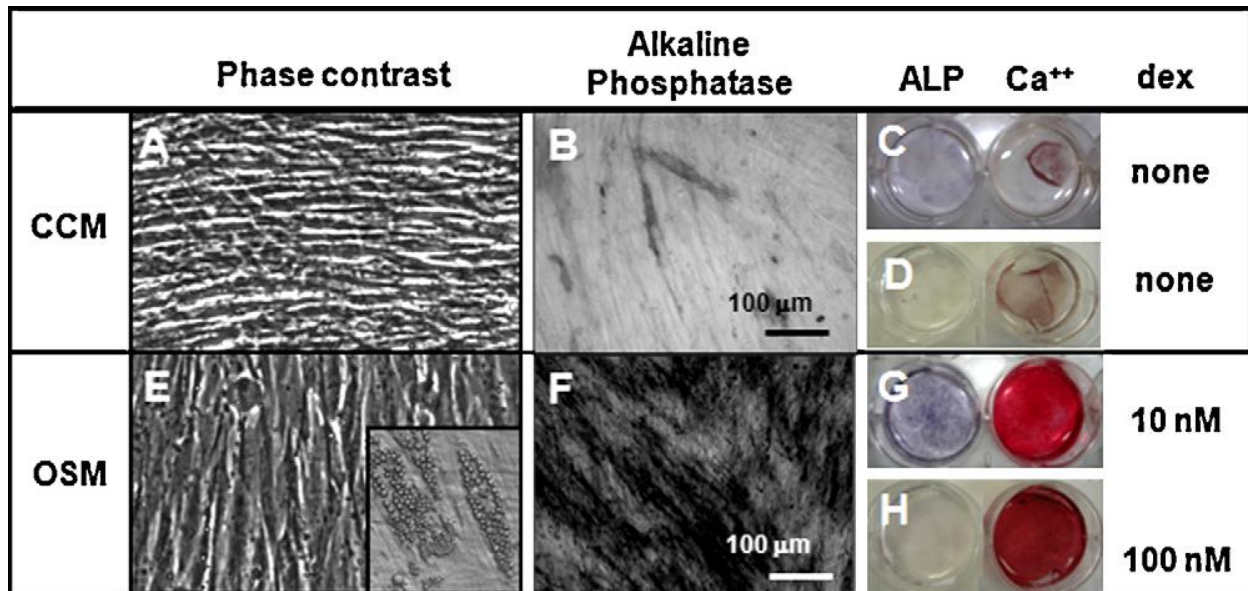 Phase contrast
Alkaline
Phosphatase
ALP
Ca⁺⁺
dex
CCM
A
B
100 µm
C
none
D
none
OSM
E
F
100 µm
G
10 nM
H
100 nM